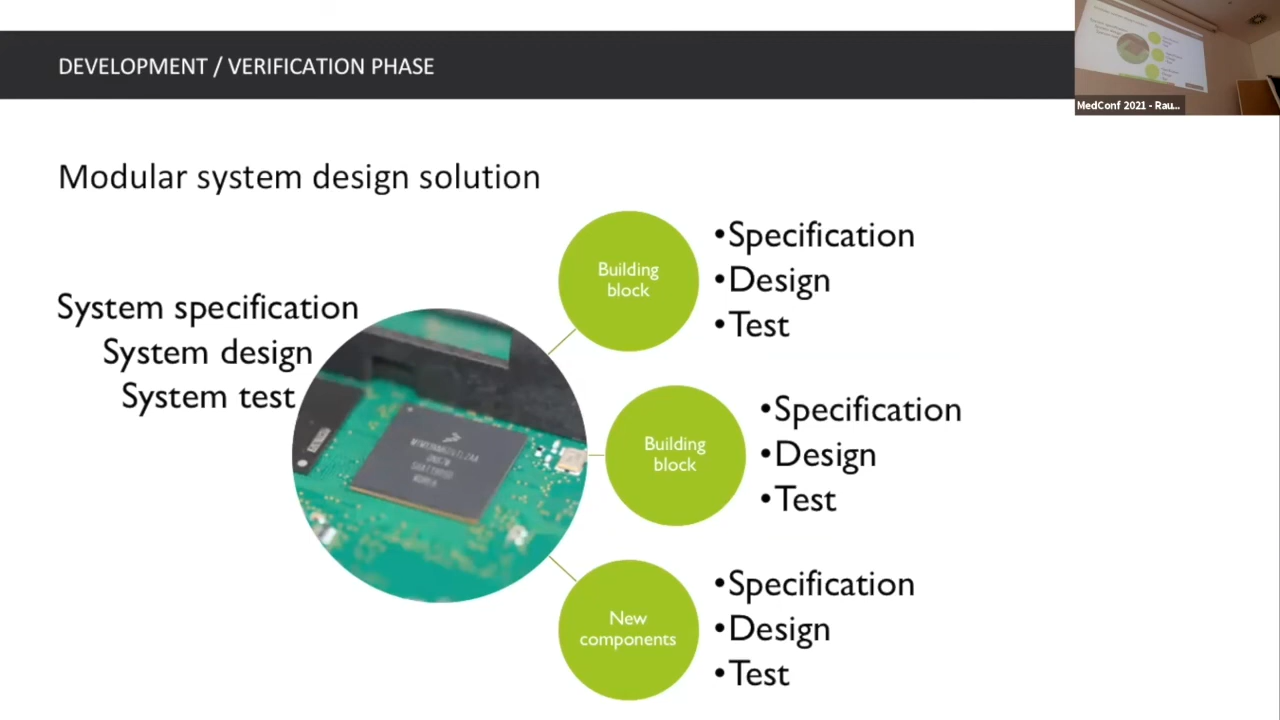 DEVELOPMENT / VERIFICATION PHASE
MedConf 2021 - Rau...
Modular system design solution
System specification
System design
System test
Building
block
•Specification
•Design
•Test
Building
block
•Specification
•Design
•Test
New
components
•Specification
•Design
•Test